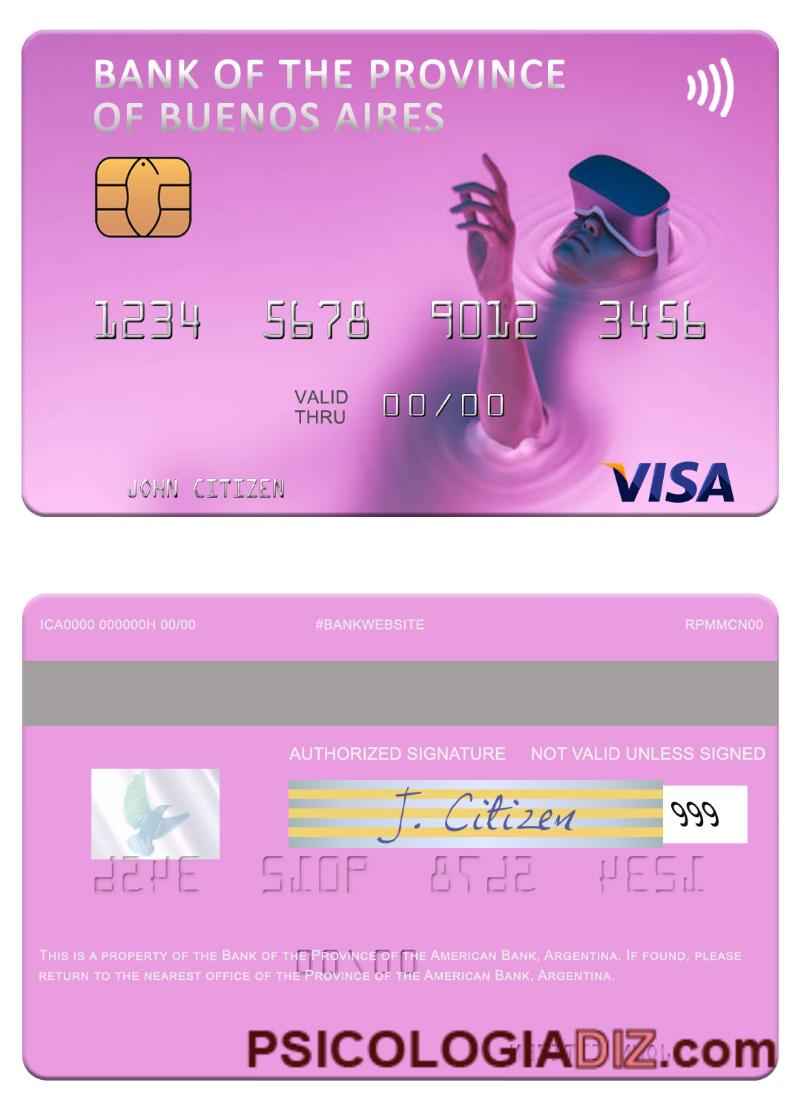 BANK OF THE PROVINCE
OF BUENOS AIRES
1234 5678 9012 3456
VALID
THRU
00/00
JOHN CITIZEN
VISA
ICA0000 000000H 00/00 #BANKWEBSITE RPMMCN00
AUTHORIZED SIGNATURE NOT VALID UNLESS SIGNED
J. Citizen 999
THIS IS A PROPERTY OF THE BANK OF THE PROVINCE OF THE AMERICAN BANK, ARGENTINA. IF FOUND, PLEASE
RETURN TO THE NEAREST OFFICE OF THE PROVINCE OF THE AMERICAN BANK, ARGENTINA.
PSICOLOGIADIZ.com